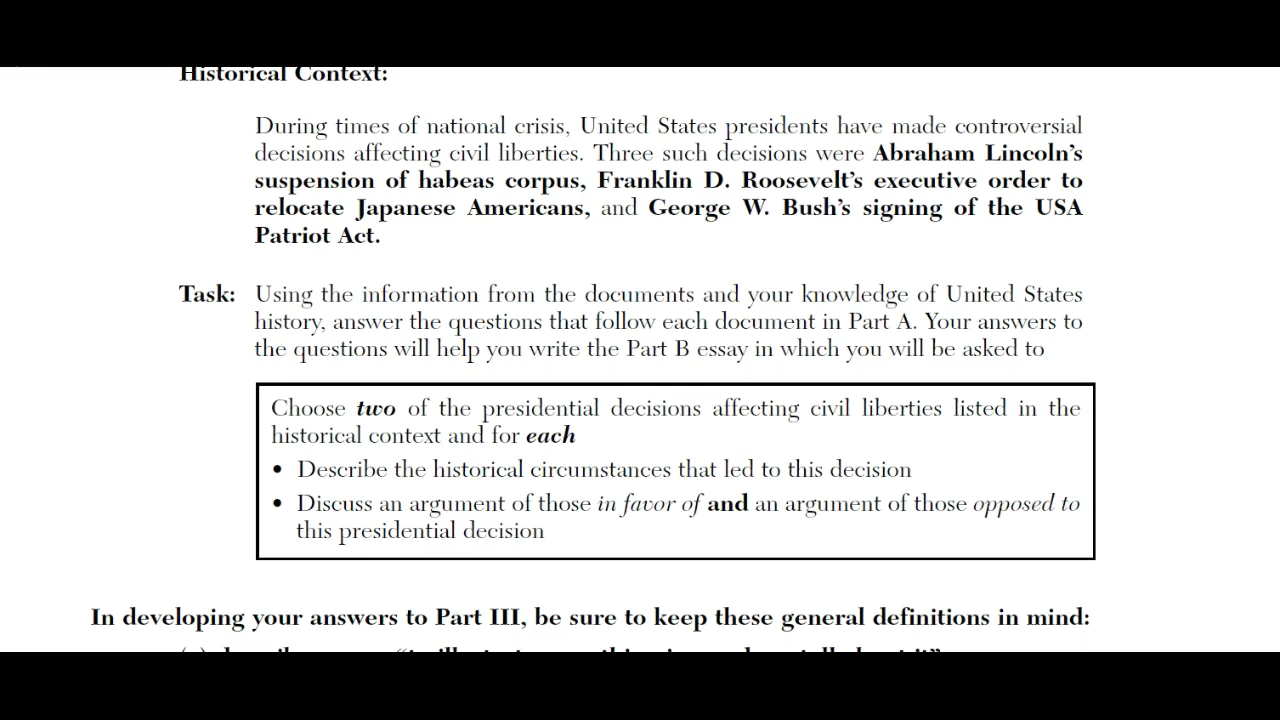 Historical Context:
During times of national crisis, United States presidents have made controversial
decisions affecting civil liberties. Three such decisions were Abraham Lincoln's
suspension of habeas corpus, Franklin D. Roosevelt's executive order to
relocate Japanese Americans, and George W. Bush's signing of the USA
Patriot Act.
Task: Using the information from the documents and your knowledge of United States
history, answer the questions that follow each document in Part A. Your answers to
the questions will help you write the Part B essay in which you will be asked to
Choose two of the presidential decisions affecting civil liberties listed in the
historical context and for each
• Describe the historical circumstances that led to this decision
• Discuss an argument of those in favor of and an argument of those opposed to
this presidential decision
In developing your answers to Part III, be sure to keep these general definitions in mind: